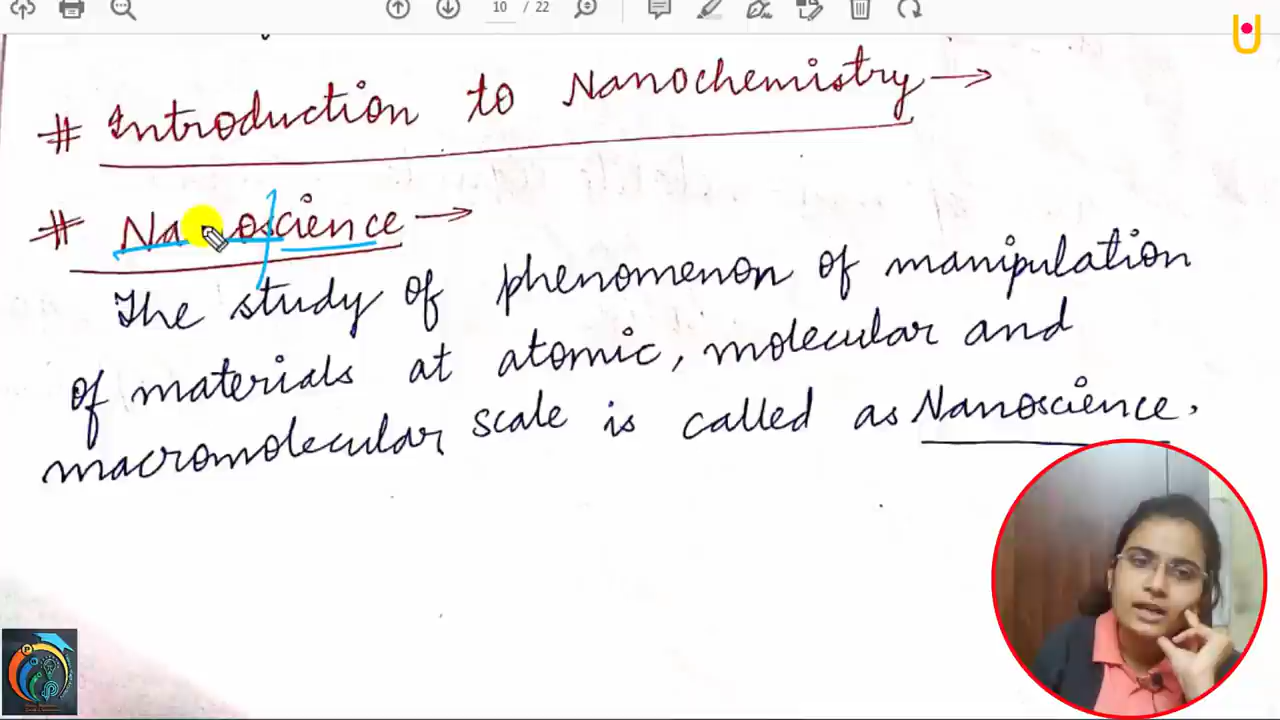 10 / 22
# Introduction to Nanochemistry →
# Nanoscience →
The study of phenomenon of manipulation
of materials at atomic, molecular and
macromolecular scale is called as Nanoscience.